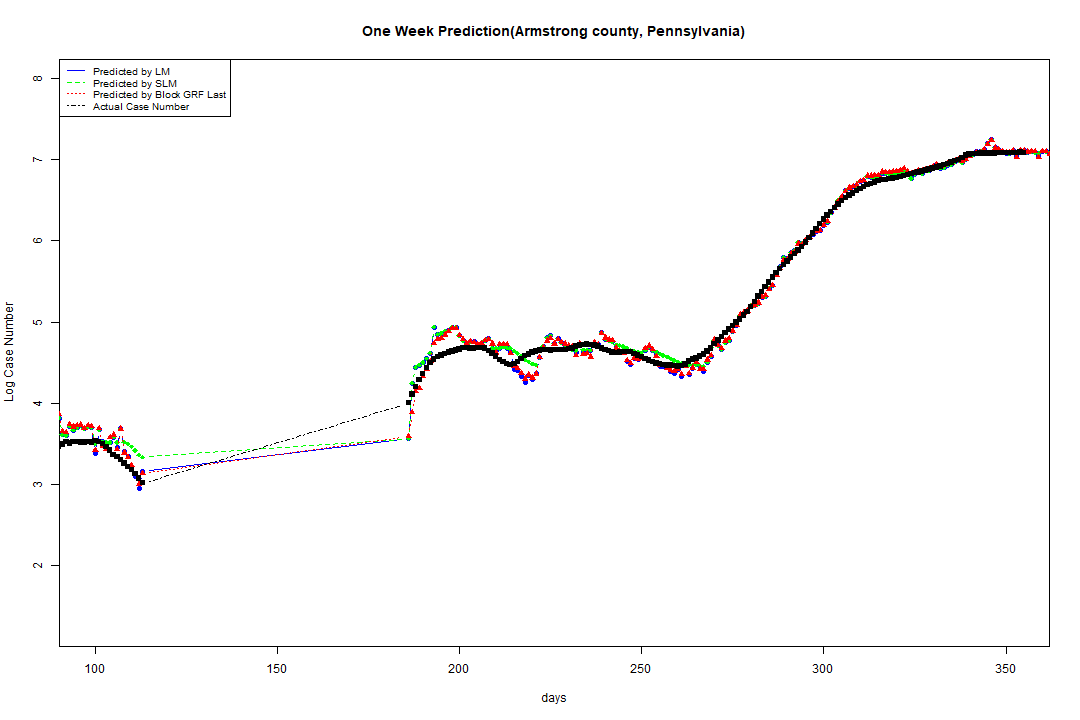 One Week Prediction(Armstrong county, Pennsylvania)
Predicted by LM
Predicted by SLM
Predicted by Block GRF Last
Actual Case Number
8
7
6
5
4
3
2
Log Case Number
100 150 200 250 300 350
days